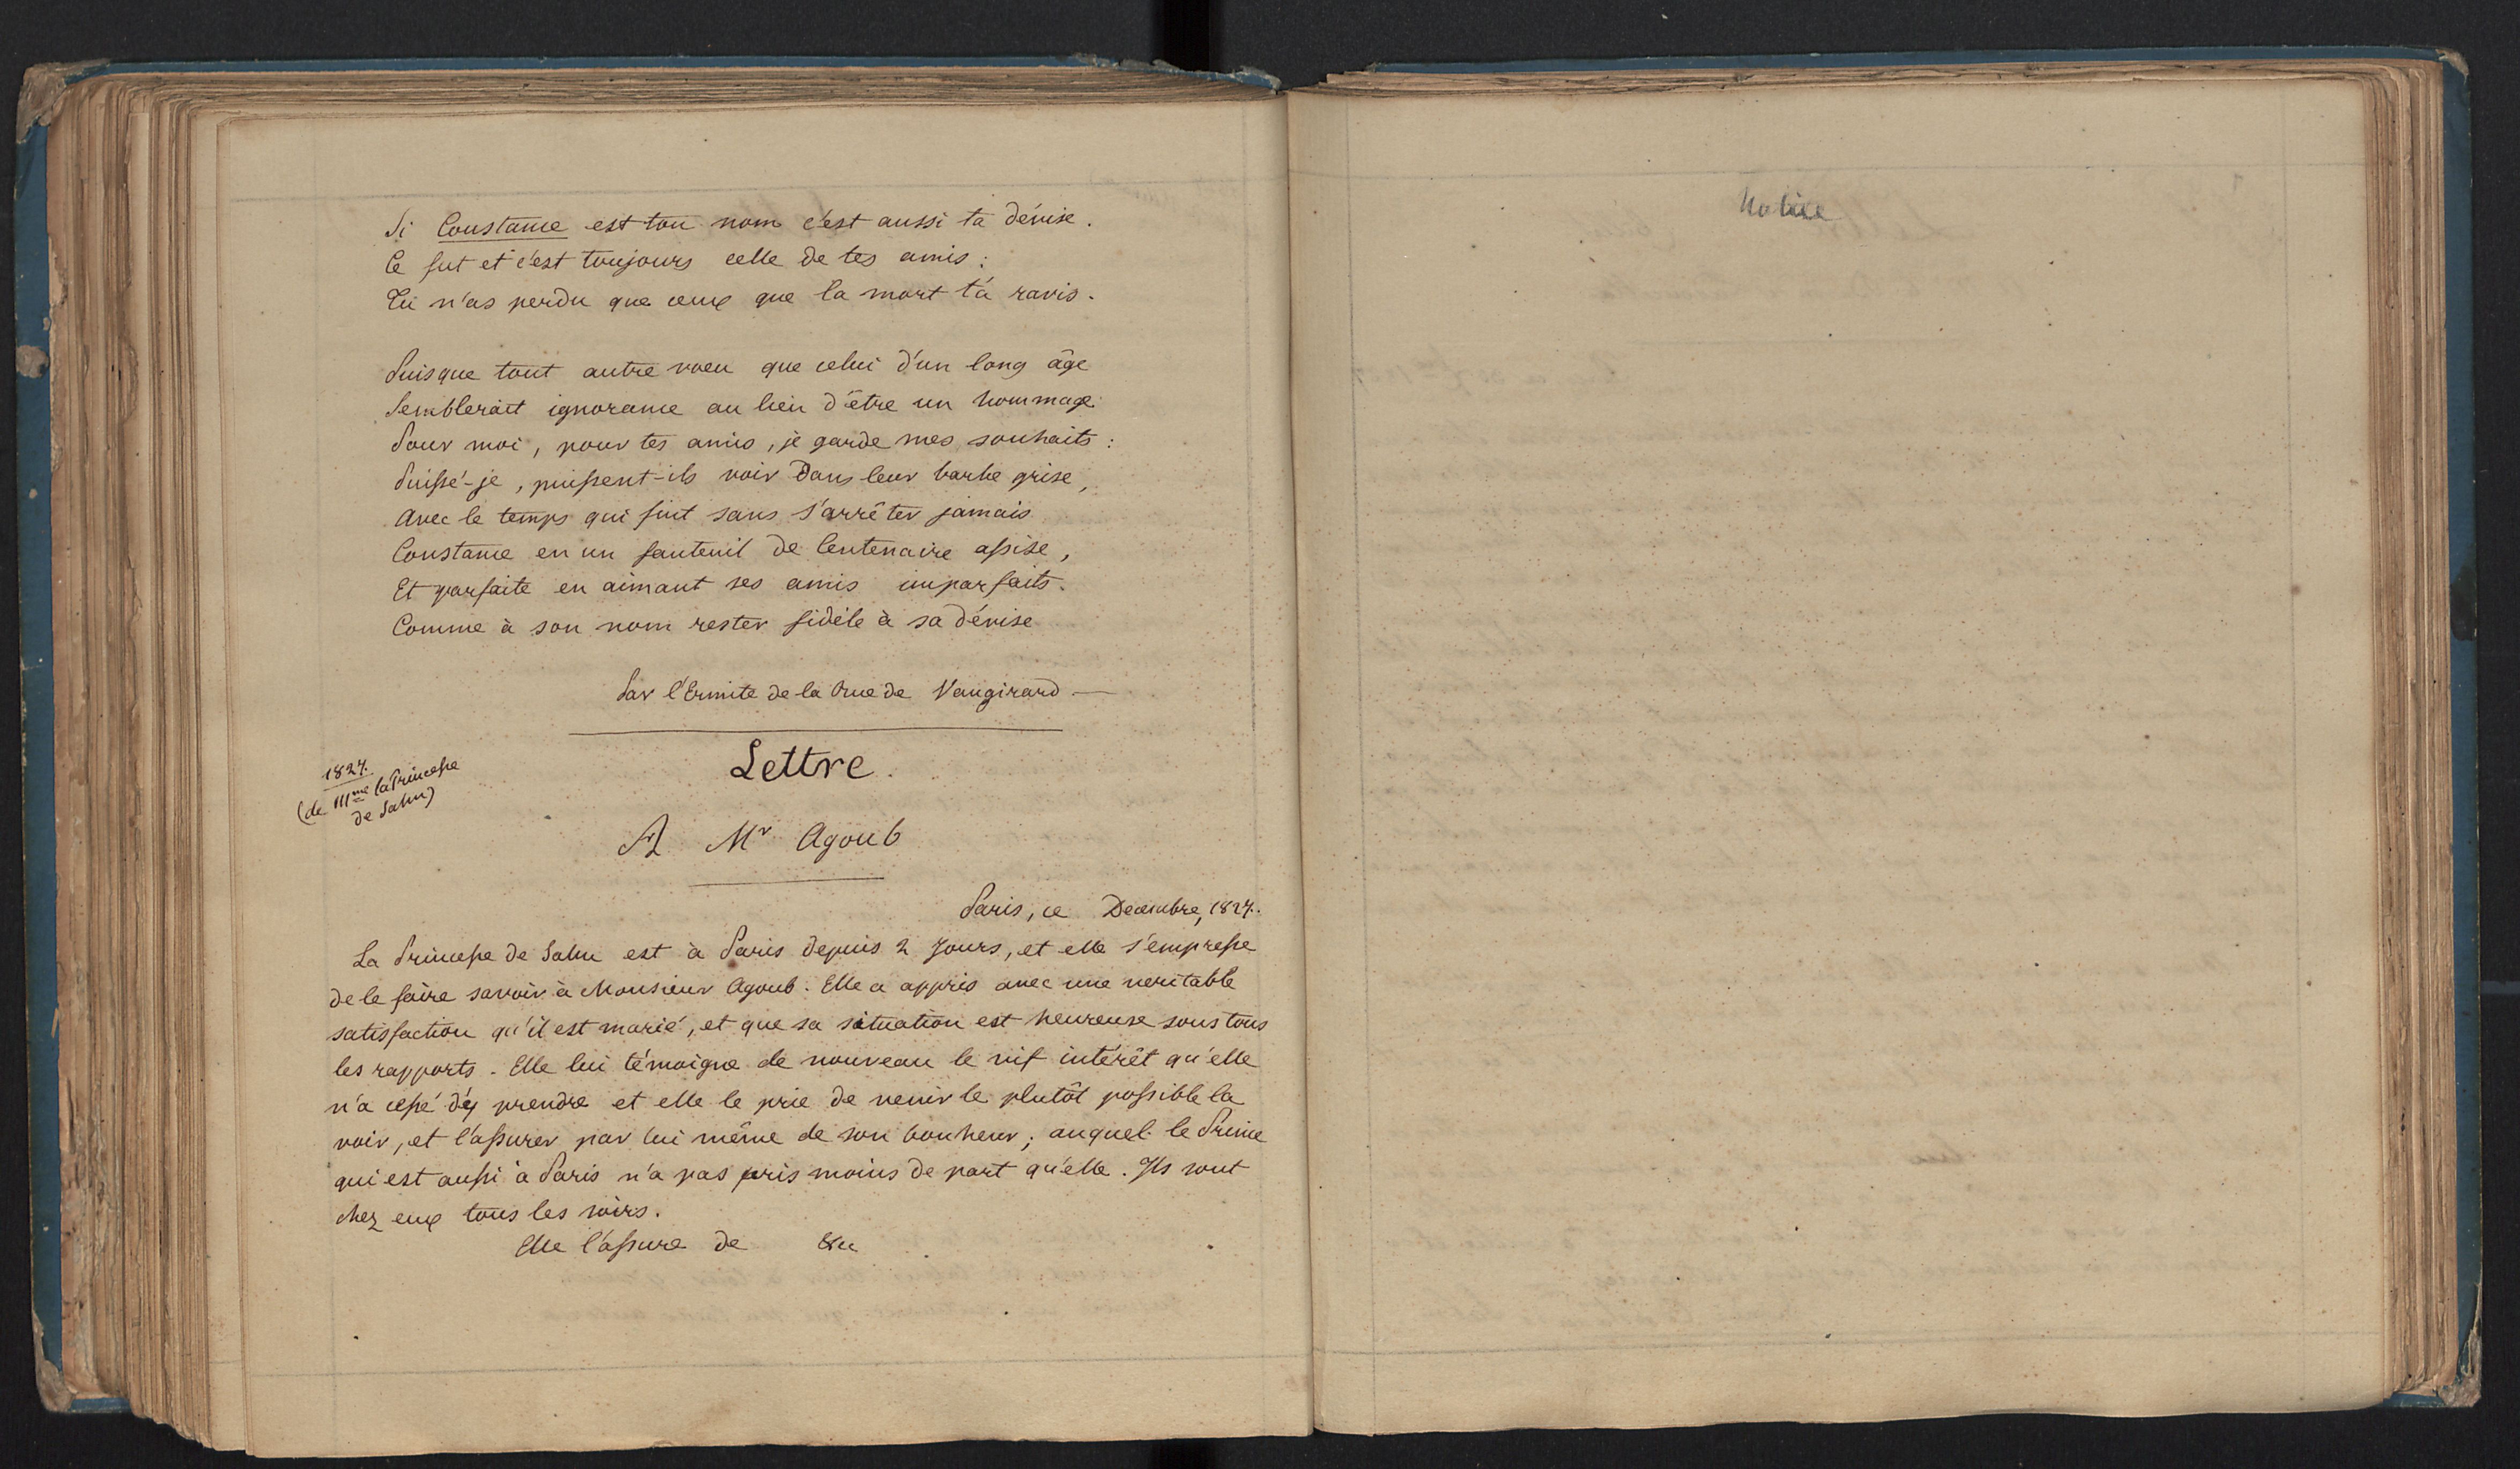 Si Constance est ton nom c'est aussi ta dévise.
Ce fut et c'est toujours celle de tes amis :
Tu n'as perdu que ceux que la mort t'a ravis.
Puisque tout autre voeu que celui d'un long âge
Semblerait ignorance au lieu d'être un hommage
Pour moi, pour tes amis, je garde mes souhaits :
Puissé-je, puissent-ils voir dans leur barbe grise,
Avec le temps qui fuit sans s'arrêter jamais
Constance en un fauteuil de Centenaire assise,
Et parfaite en aimant ses amis imparfaits.
Comme à son nom rester fidèle à sa dévise
Par l'Ermite de la Rue de Vaugirard —
1827.
(de Mme la Princesse
de Salm)
Lettre.
A Mr Agoub
Paris, ce Decembre, 1827.
La Princesse de Salm est à Paris depuis 2 Jours, et elle s'empresse
de le faire savoir à Monsieur Agoub. Elle a appris avec une veritable
satisfaction qu'il est marié, et que sa situation est heureuse sous tous
les rapports. Elle lui témoigne de nouveau le vif intérêt qu'elle
n'a cessé d'y prendre et elle le prie de venir le plutôt possible la
voir, et l'assurer par lui même de son bonheur ; auquel le Prince
qui est aussi à Paris n'a pas pris moins de part qu'elle. Ils sont
chez eux tous les soirs.
Elle l'assure de &c
Notice